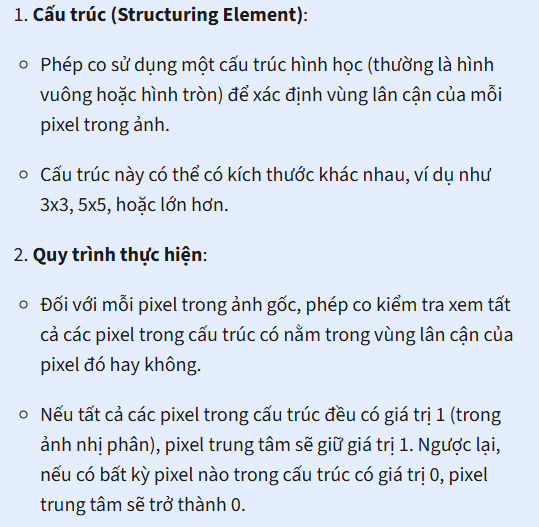 1. Cấu trúc (Structuring Element):
○ Phép co sử dụng một cấu trúc hình học (thường là hình
vuông hoặc hình tròn) để xác định vùng lân cận của mỗi
pixel trong ảnh.
○ Cấu trúc này có thể có kích thước khác nhau, ví dụ như
3x3, 5x5, hoặc lớn hơn.
2. Quy trình thực hiện:
○ Đối với mỗi pixel trong ảnh gốc, phép co kiểm tra xem tất
cả các pixel trong cấu trúc có nằm trong vùng lân cận của
pixel đó hay không.
○ Nếu tất cả các pixel trong cấu trúc đều có giá trị 1 (trong
ảnh nhị phân), pixel trung tâm sẽ giữ giá trị 1. Ngược lại,
nếu có bất kỳ pixel nào trong cấu trúc có giá trị 0, pixel
trung tâm sẽ trở thành 0.